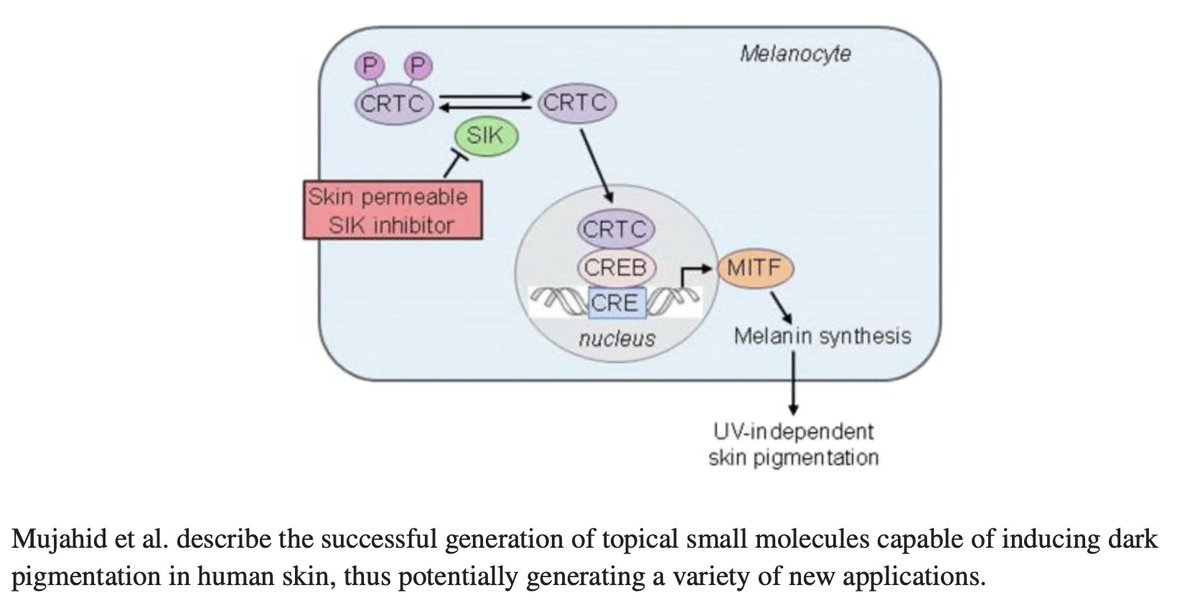 Melanocyte
P P
CRTC
CRTC
SIK
Skin permeable
SIK inhibitor
CRTC
CREB
CRE
nucleus
MITF
Melanin synthesis
UV-independent
skin pigmentation
Mujahid et al. describe the successful generation of topical small molecules capable of inducing dark
pigmentation in human skin, thus potentially generating a variety of new applications.